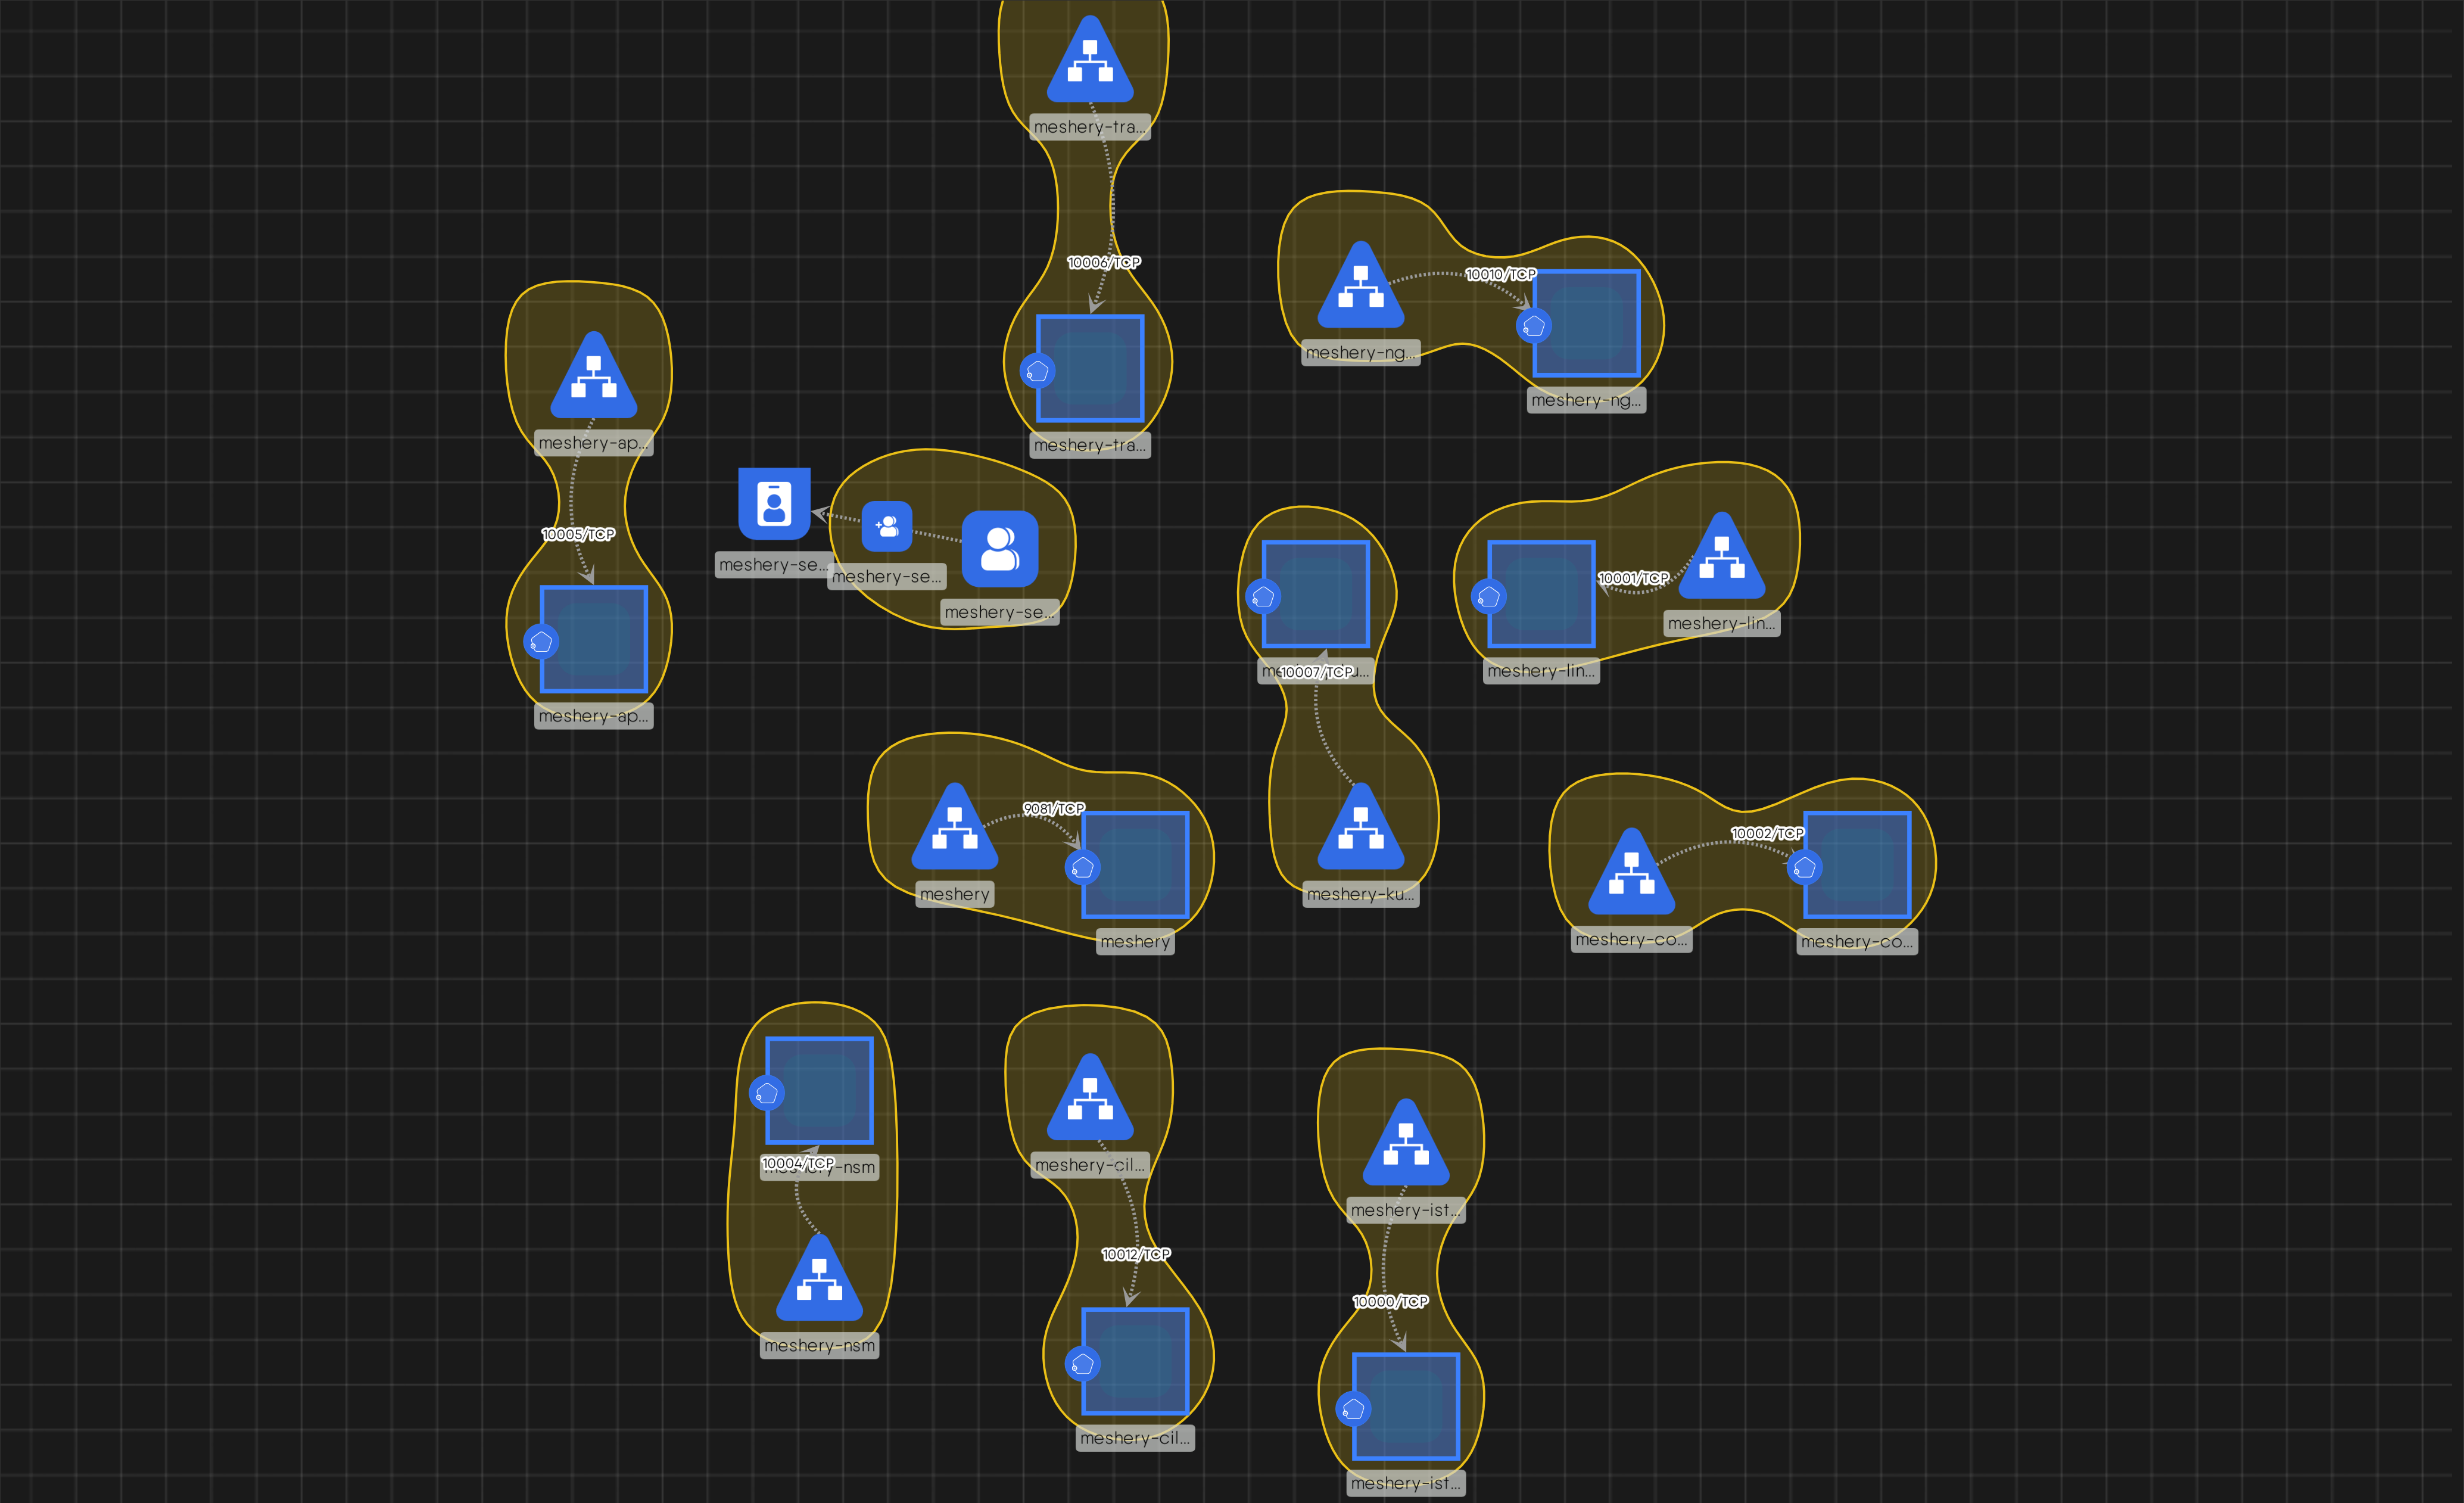 meshery-tra...
10006/TCP
meshery-tra...
10010/TCP
meshery-ng...
meshery-ng...
meshery-ap...
10005/TCP
meshery-ap...
meshery-se...
meshery-se...
meshery-se...
10007/TCP
meshery-ku...
10001/TCP
meshery-lin...
meshery-lin...
9081/TCP
meshery
meshery
10002/TCP
meshery-co...
meshery-co...
10004/TCP
meshery-nsm
meshery-nsm
meshery-cil...
10012/TCP
meshery-cil...
meshery-ist...
10000/TCP
meshery-ist...